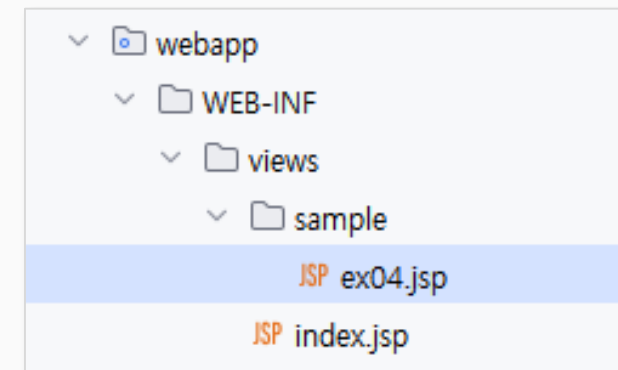 webapp
WEB-INF
views
sample
JSP ex04.jsp
JSP index.jsp